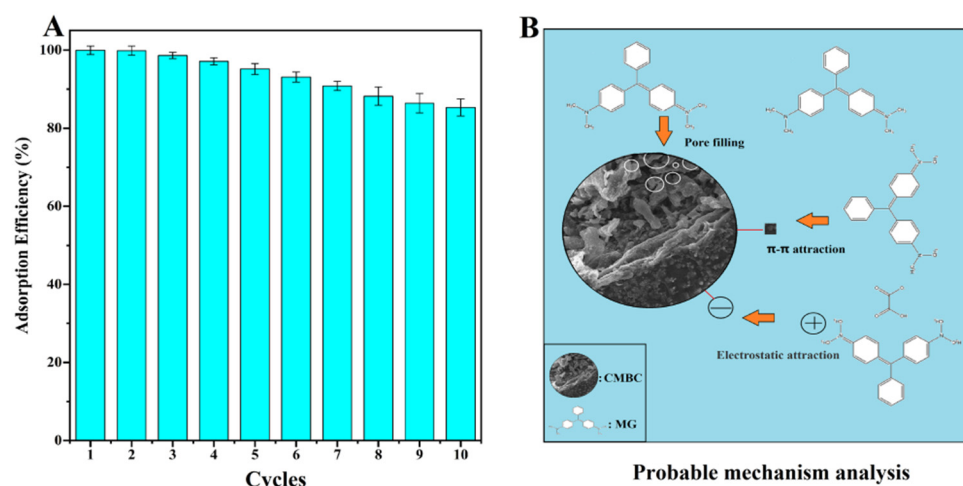 A
Adsorption Efficiency (%)
100
80
60
40
20
0
1 2 3 4 5 6 7 8 9 10
Cycles
B
Pore filling
π-π attraction
Electrostatic attraction
: CMBC
: MG
Probable mechanism analysis